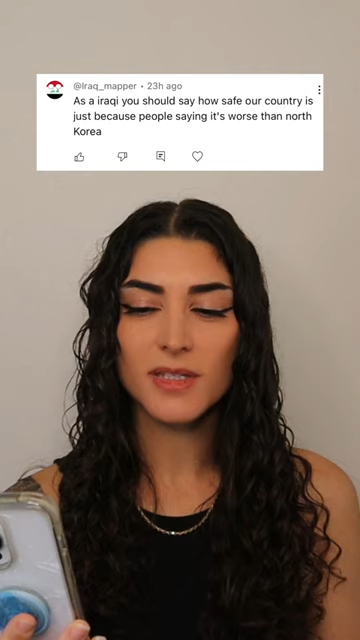 @Iraq_mapper • 23h ago
As a iraqi you should say how safe our country is
just because people saying it's worse than north
Korea